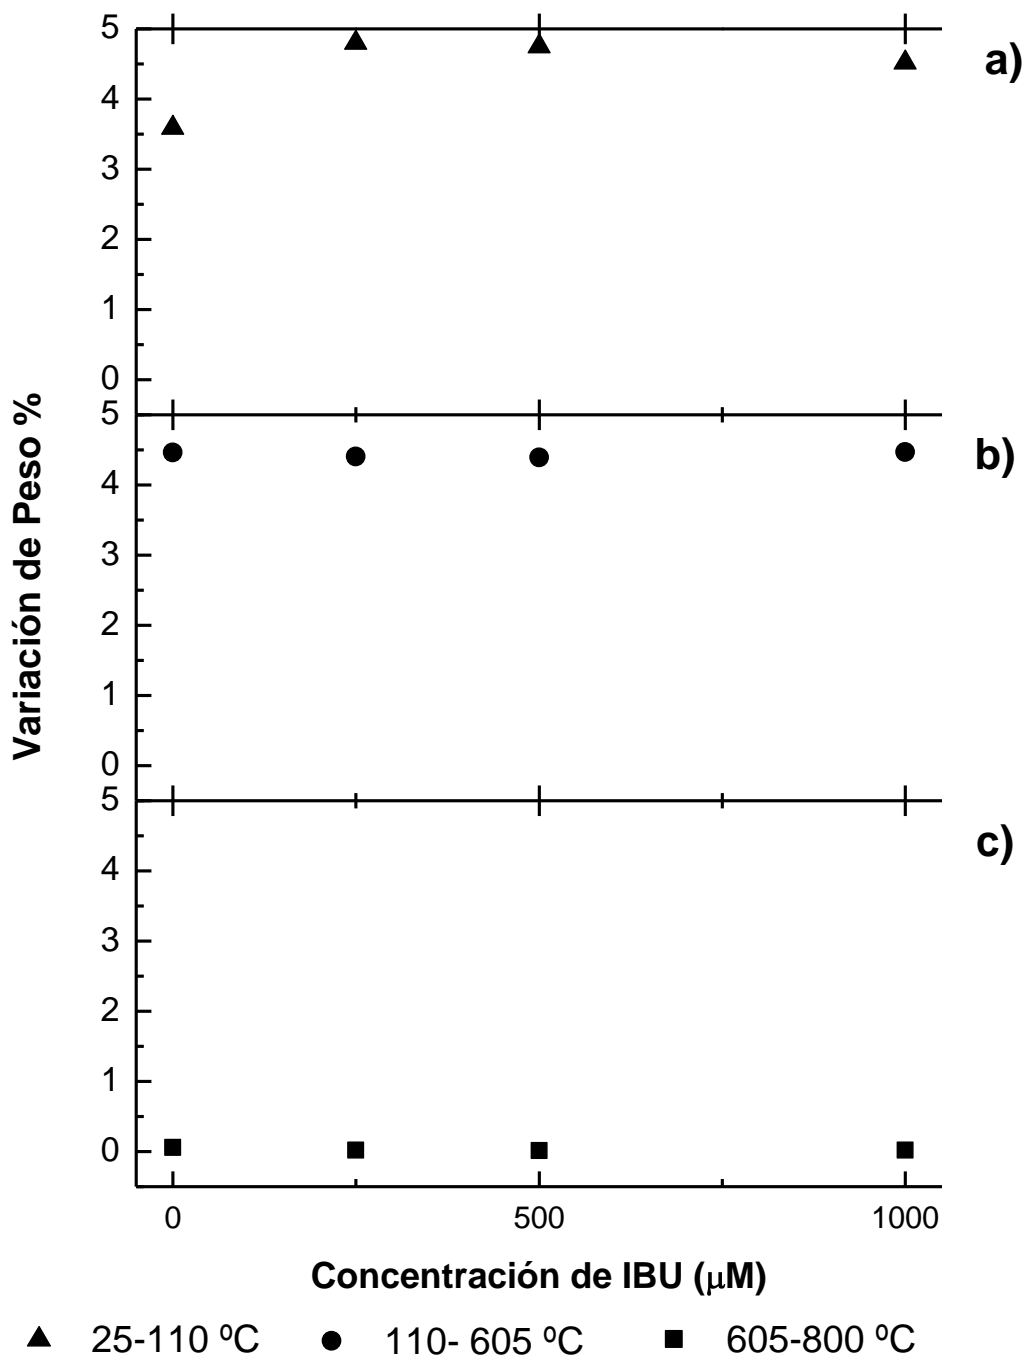 5
a)
4
3
2
1
0
5
b)
4
3
2
1
0
5
c)
4
3
2
1
0
Variación de Peso %
0 500 1000
Concentración de IBU (μM)
25-110 ºC 110- 605 ºC 605-800 ºC